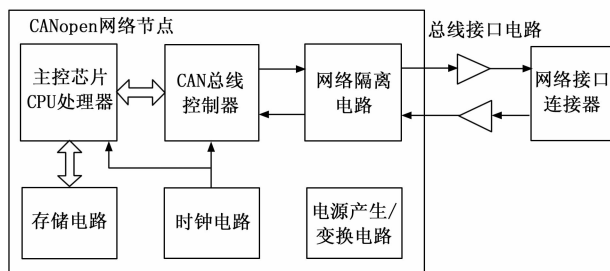 CANopen网络节点
总线接口电路
主控芯片
CPU处理器
CAN总线
控制器
网络隔离
电路
网络接口
连接器
存储电路
时钟电路
电源产生/
变换电路